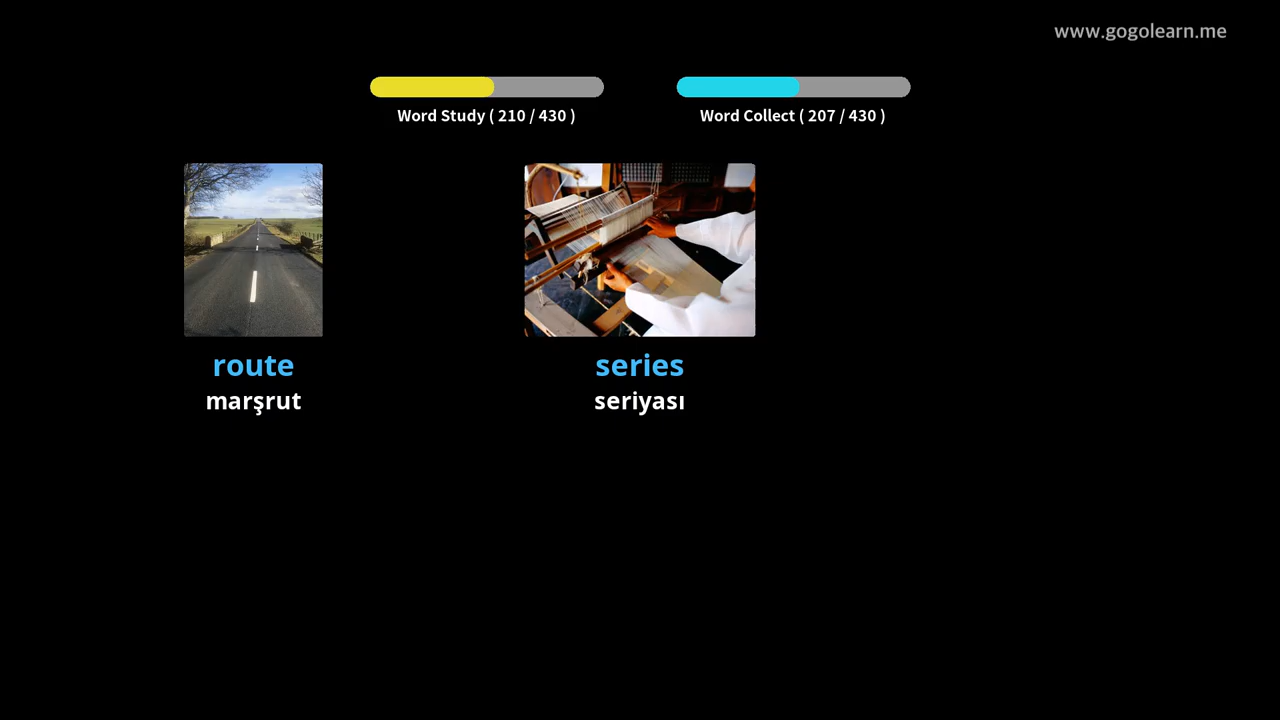 www.gogolearn.me
Word Study ( 210 / 430 )
Word Collect ( 207 / 430 )
route
marşrut
series
seriyası